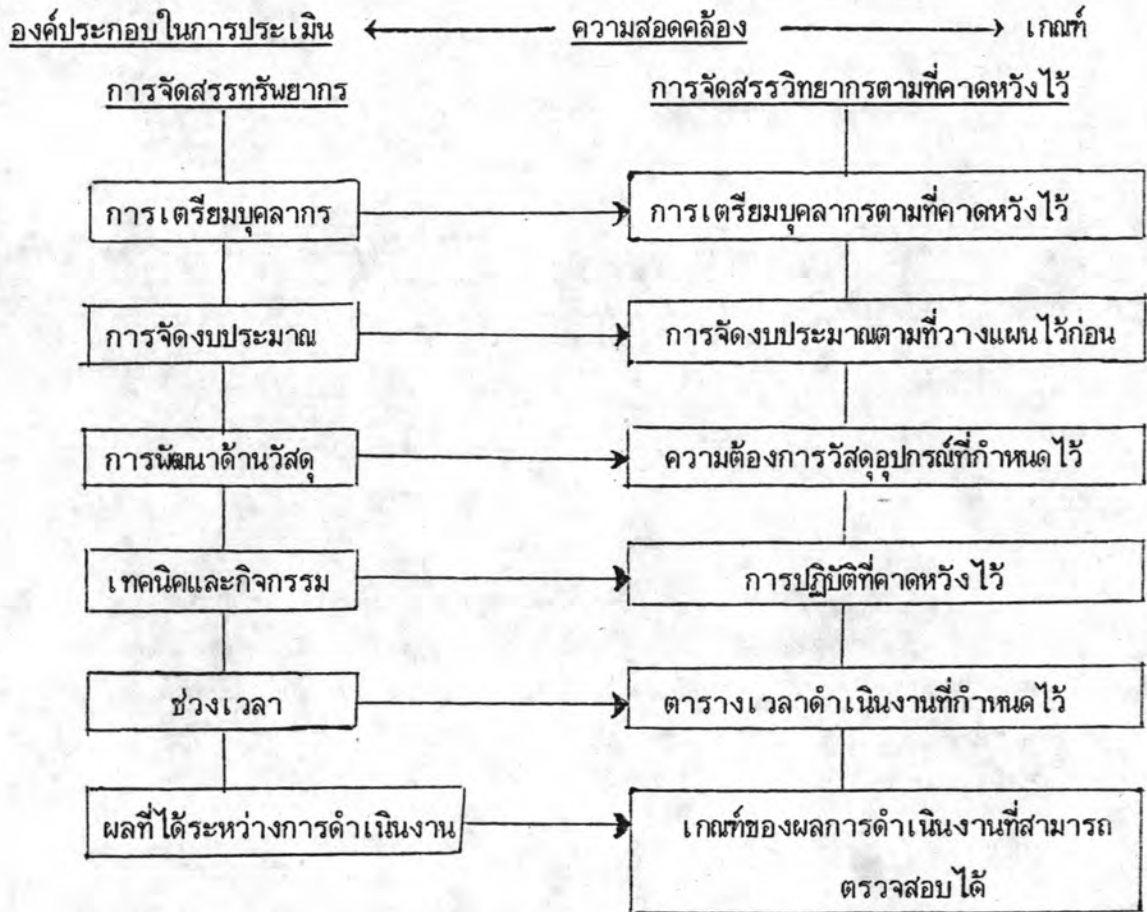 องค์ประกอบในการประเมิน ความสอดคล้อง เกณฑ์
การจัดสรรทรัพยากร การจัดสรรวิทยากรตามที่คาดหวังไว้
การเตรียมบุคลากร การเตรียมบุคลากรตามที่คาดหวังไว้
การจัดงบประมาณ การจัดงบประมาณตามที่วางแผนไว้ก่อน
การพัฒนาด้านวัสดุ ความต้องการวัสดุอุปกรณ์ที่กำหนดไว้
เทคนิคและกิจกรรม การปฏิบัติที่คาดหวังไว้
ช่วงเวลา ตารางเวลาดำเนินงานที่กำหนดไว้
ผลที่ได้ระหว่างการดำเนินงาน เกณฑ์ของผลการดำเนินงานที่สามารถ
ตรวจสอบได้